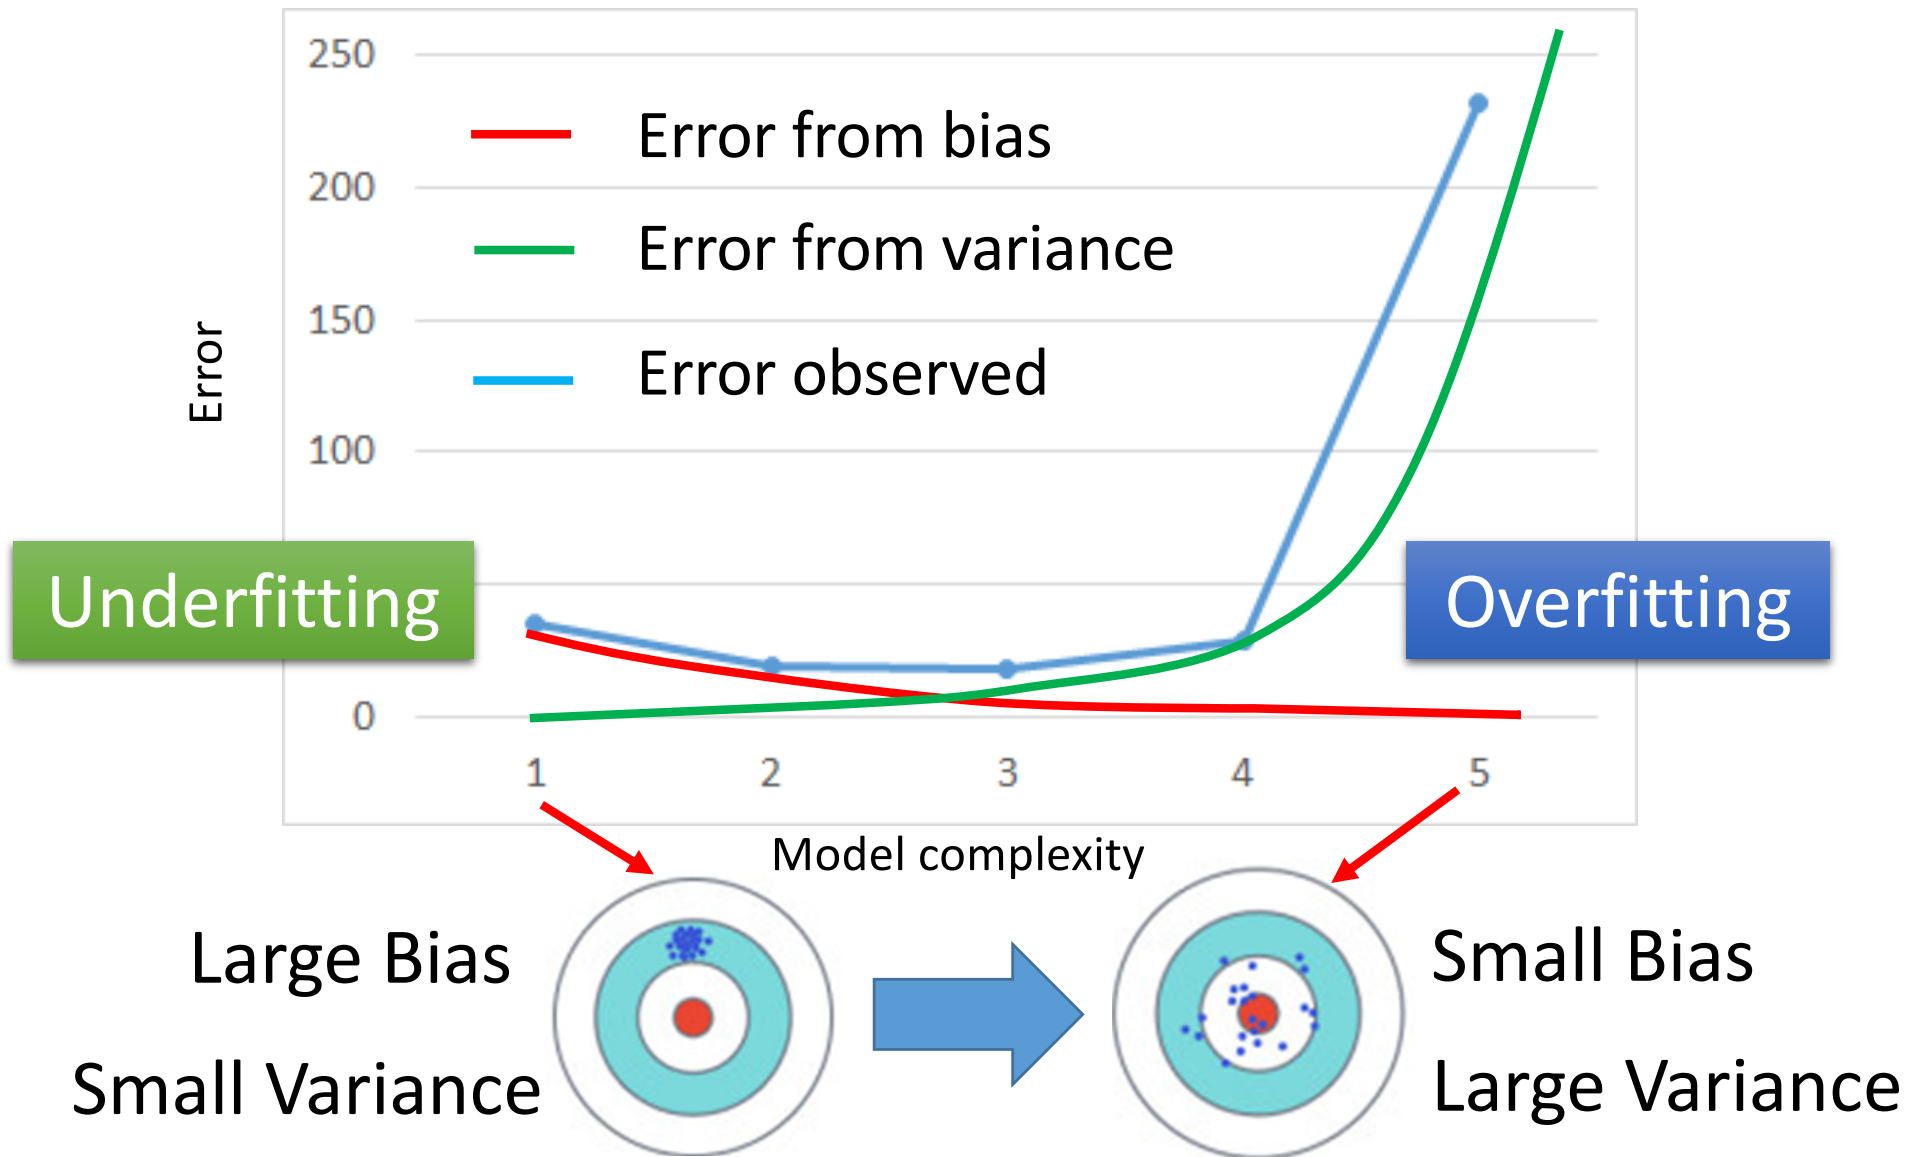 250
Error from bias
200
Error from variance
150
Error observed
Error
100
Underfitting
Overfitting
0
1 2 3 4 5
Model complexity
Large Bias
Small Variance
Small Bias
Large Variance